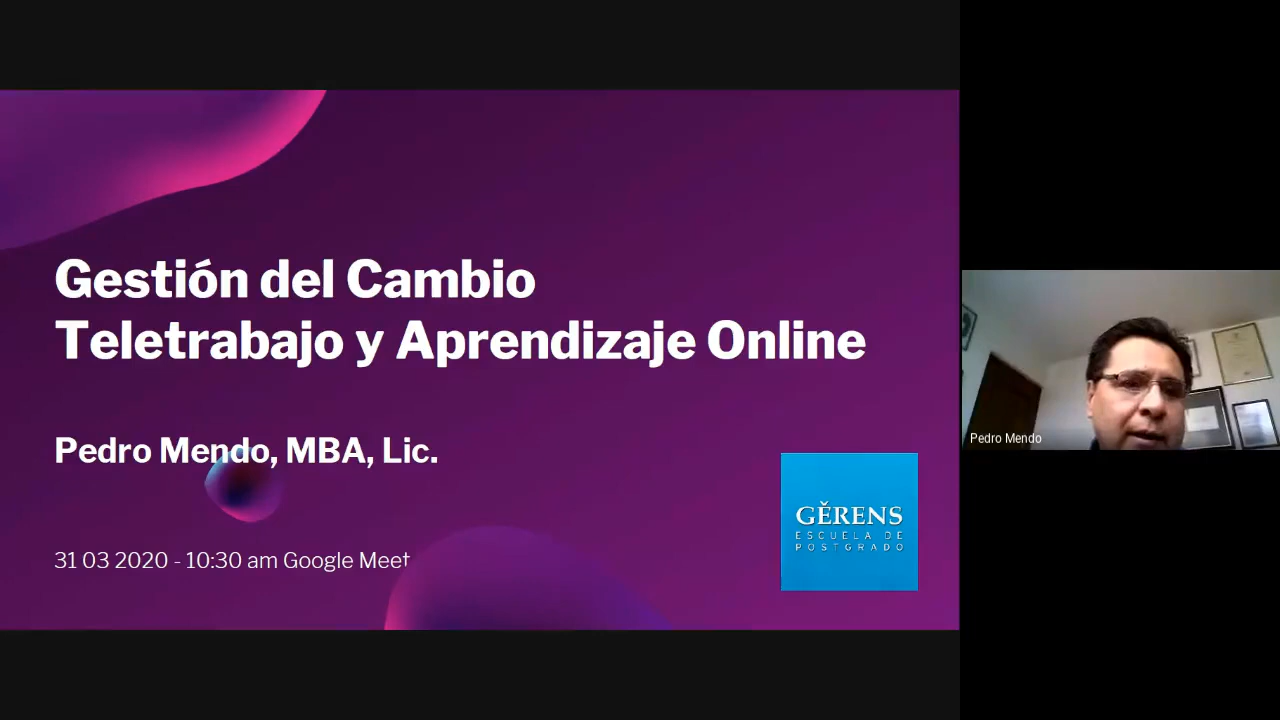 Gestión del Cambio
Teletrabajo y Aprendizaje Online
Pedro Mendo, MBA, Lic.
31 03 2020 - 10:30 am Google Meet
GĚRENS
ESCUELA DE
POSTGRADO
Pedro Mendo